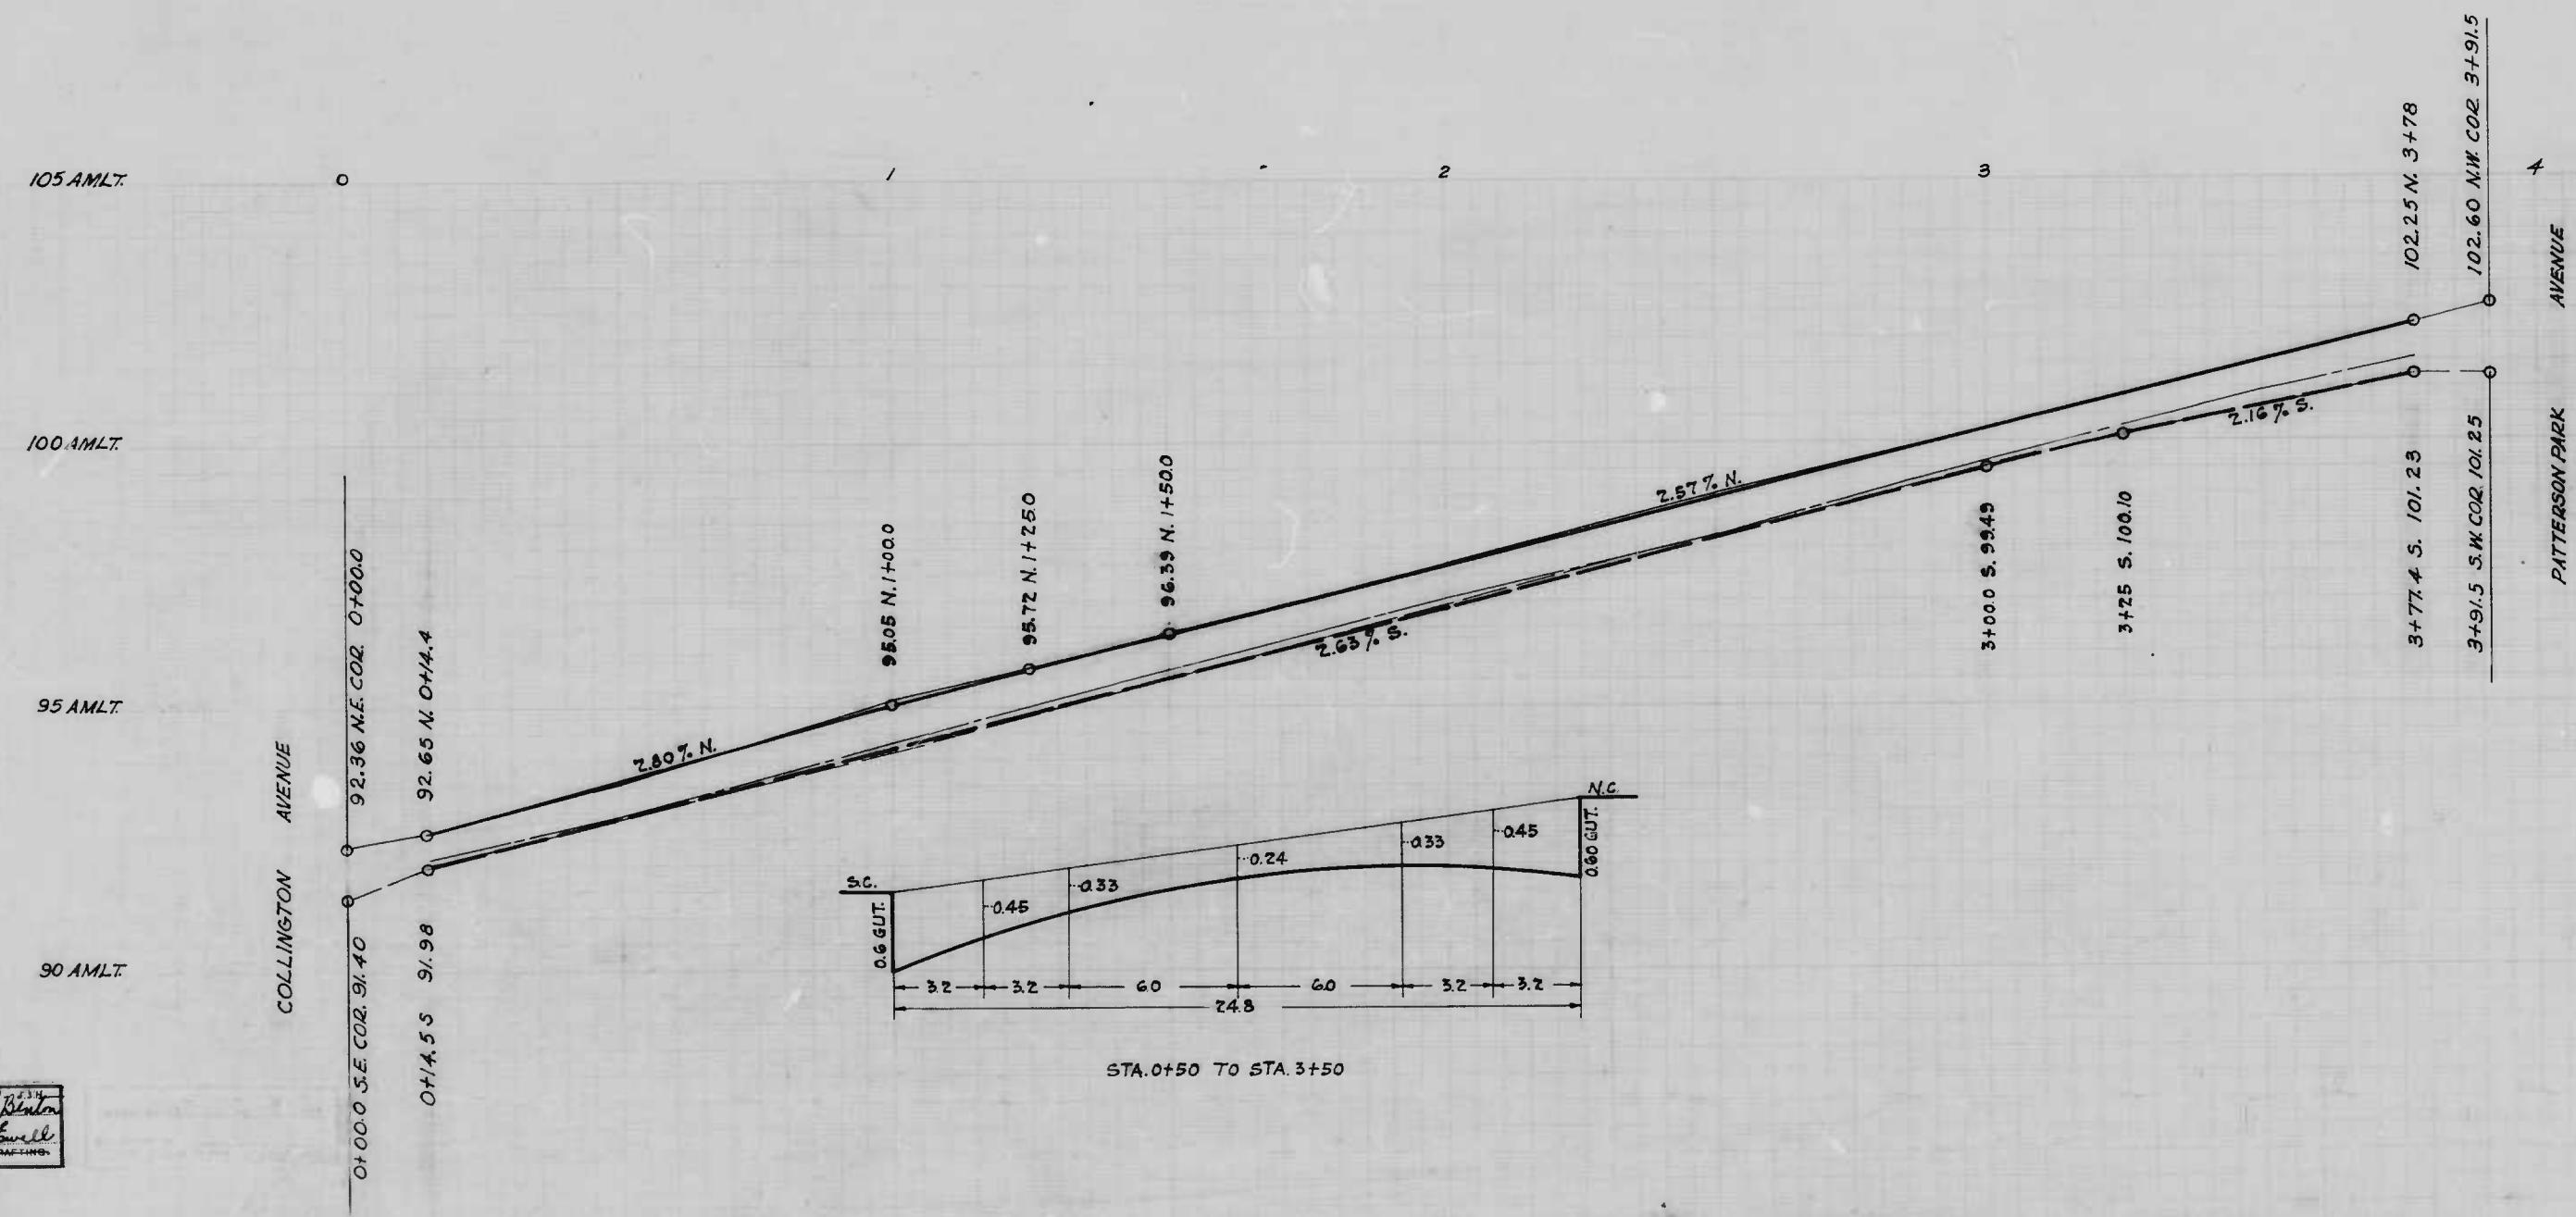 3+91.5
102.60 N.W. COR. 3+91.5
102.25 N. 3+78
105 AMLT.
0
1
2
3
4
AVENUE
PATTERSON PARK
100 AMLT.
2.16% S.
2.57% N.
96.39 N. 1+50.0
95.72 N. 1+25.0
95.05 N. 1+00.0
3+00.0 S. 99.49
3+25 S. 100.10
3+77.4 S. 101.23
3+91.5 S.W. COR. 101.25
92.36 N.E. COR. 0+00.0
92.65 N. 0+14.4
2.63% S.
95 AMLT.
2.80% N.
COLLINGTON AVENUE
N.C.
0.60 GUT.
0.45
0.33
0.24
0.33
0.45
S.C.
0.6 GUT.
90 AMLT.
0+00.0 S.E. COR. 91.40
0+14.5 S 91.98
3.2
3.2
6.0
6.0
3.2
3.2
24.8
STA. 0+50 TO STA. 3+50
Benton